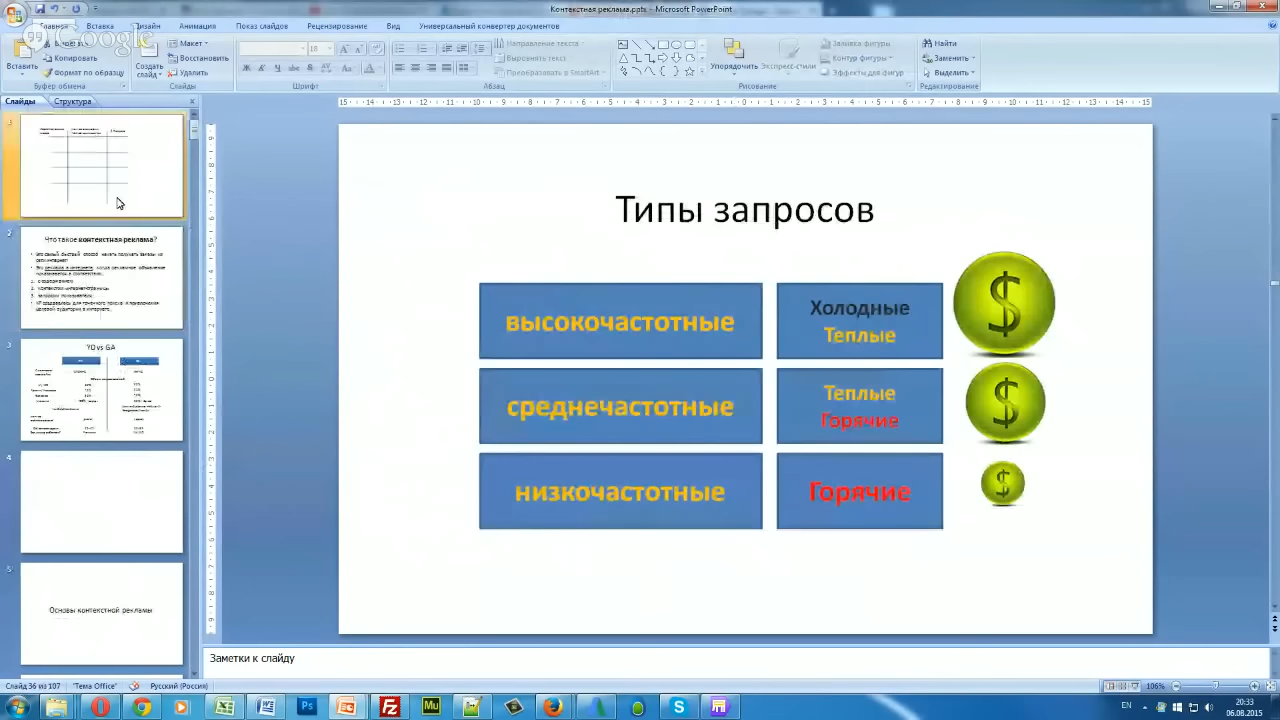 Контекстная реклама.pptx - Microsoft PowerPoint
Главная
Вставка
Дизайн
Показ слайдов
Рецензирование
Вид
Универсальный конвертер документов
Google
Вставить
Копировать
Формат по образцу
Буфер обмена
Создать слайд
Макет
Восстановить
Удалить
Слайды
18
Шрифт
Направление текста
Выровнять текст
Преобразовать в SmartArt
Абзац
Упорядочить
Экспресс-стили
Заливка фигуры
Контур фигуры
Эффекты для фигур
Рисование
Найти
Заменить
Выделить
Редактирование
Слайды
Структура
Что такое контекстная реклама?
YD vs GA
Основы контекстной рекламы
Типы запросов
высокочастотные
Холодные
Теплые
$
среднечастотные
Теплые
Горячие
$
низкочастотные
Горячие
$
Заметки к слайду
Слайд 36 из 107
"Тема Office"
Русский (Россия)
106%
EN
20:33
06.08.2015